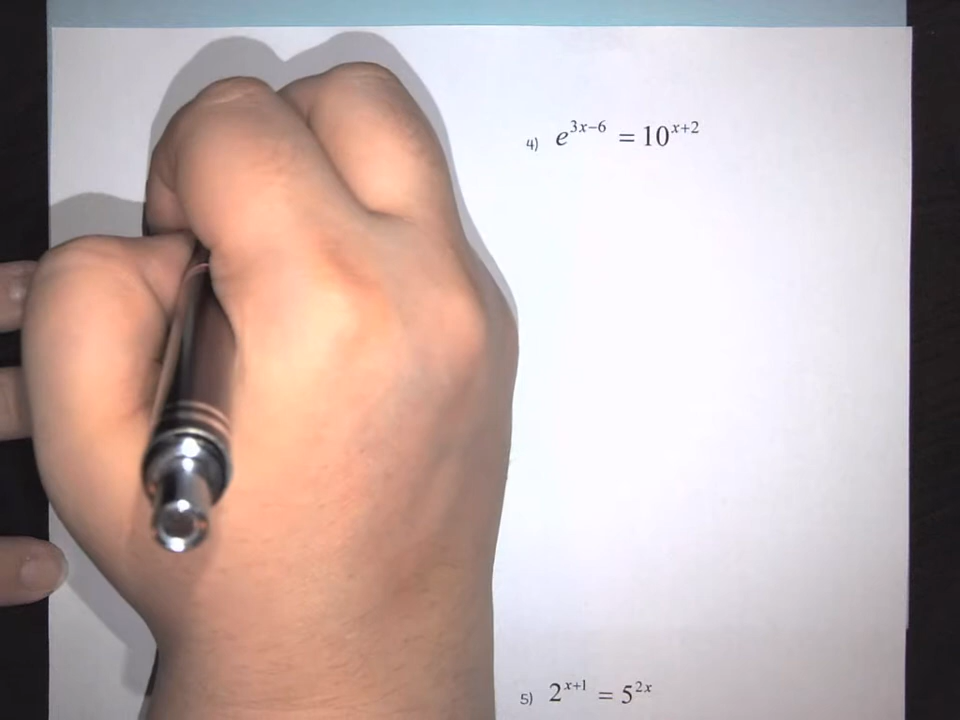 4) e^{3x−6} = 10^{x+2}
5) 2^{x+1} = 5^{2x}